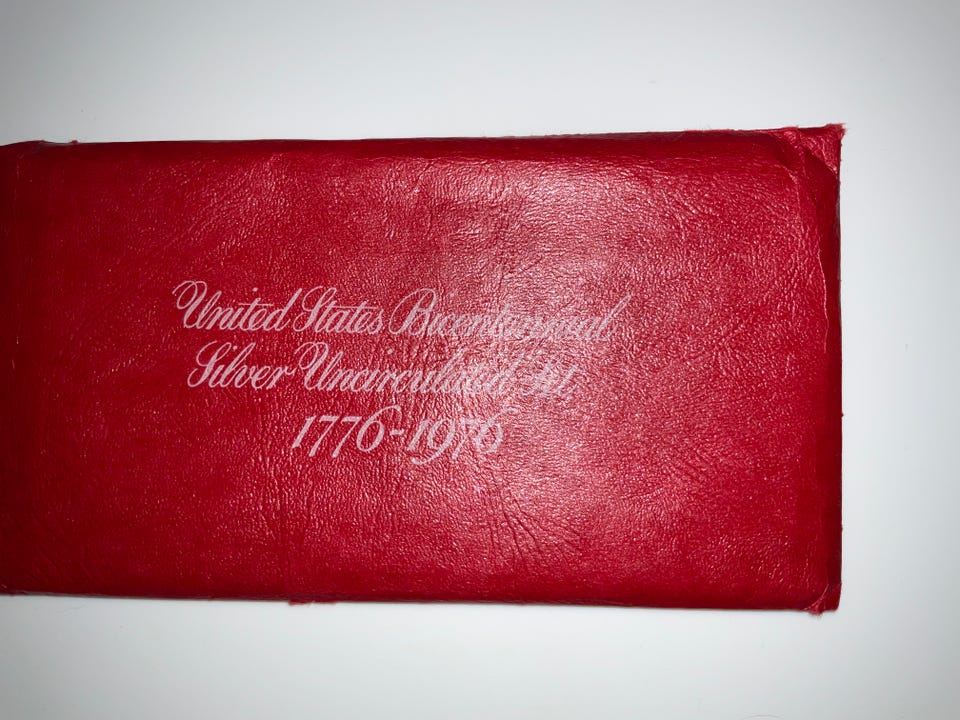 United States Bicentennial
Silver Uncirculated Set
1776-1976